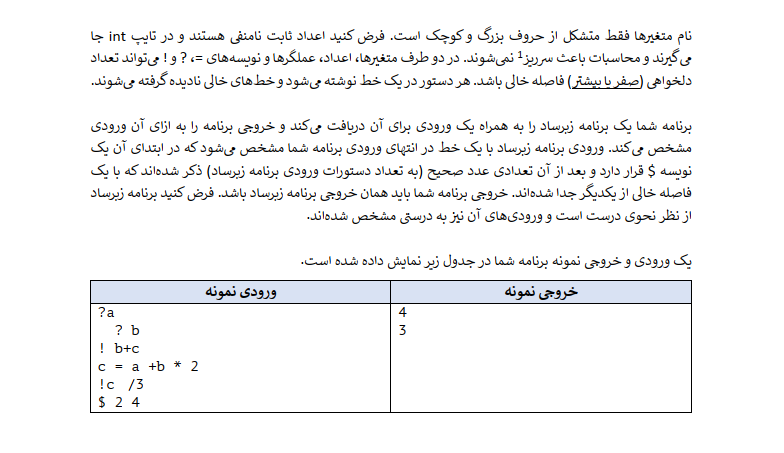 نام متغیرها فقط متشکل از حروف بزرگ و کوچک است. فرض کنید اعداد ثابت نامنفی هستند و در تایپ int جا
می‌گیرند و محاسبات باعث سرریز1 نمی‌شوند. در دو طرف متغیرها، اعداد، عملگرها و نویسه‌های =، ? و ! می‌تواند تعداد
دلخواهی (صفر یا بیشتر) فاصله خالی باشد. هر دستور در یک خط نوشته می‌شود و خط‌های خالی نادیده گرفته می‌شوند.
برنامه شما یک برنامه زبرساد را به همراه یک ورودی برای آن دریافت می‌کند و خروجی برنامه را به ازای آن ورودی
مشخص می‌کند. ورودی برنامه زبرساد با یک خط در انتهای ورودی برنامه شما مشخص می‌شود که در ابتدای آن یک
نویسه $ قرار دارد و بعد از آن تعدادی عدد صحیح (به تعداد دستورات ورودی برنامه زبرساد) ذکر شده‌اند که با یک
فاصله خالی از یکدیگر جدا شده‌اند. خروجی برنامه شما باید همان خروجی برنامه زبرساد باشد. فرض کنید برنامه زبرساد
از نظر نحوی درست است و ورودی‌های آن نیز به درستی مشخص شده‌اند.
یک ورودی و خروجی نمونه برنامه شما در جدول زیر نمایش داده شده است.
ورودی نمونه
?a
? b
! b+c
c = a +b * 2
!c /3
$ 2 4
خروجی نمونه
4
3